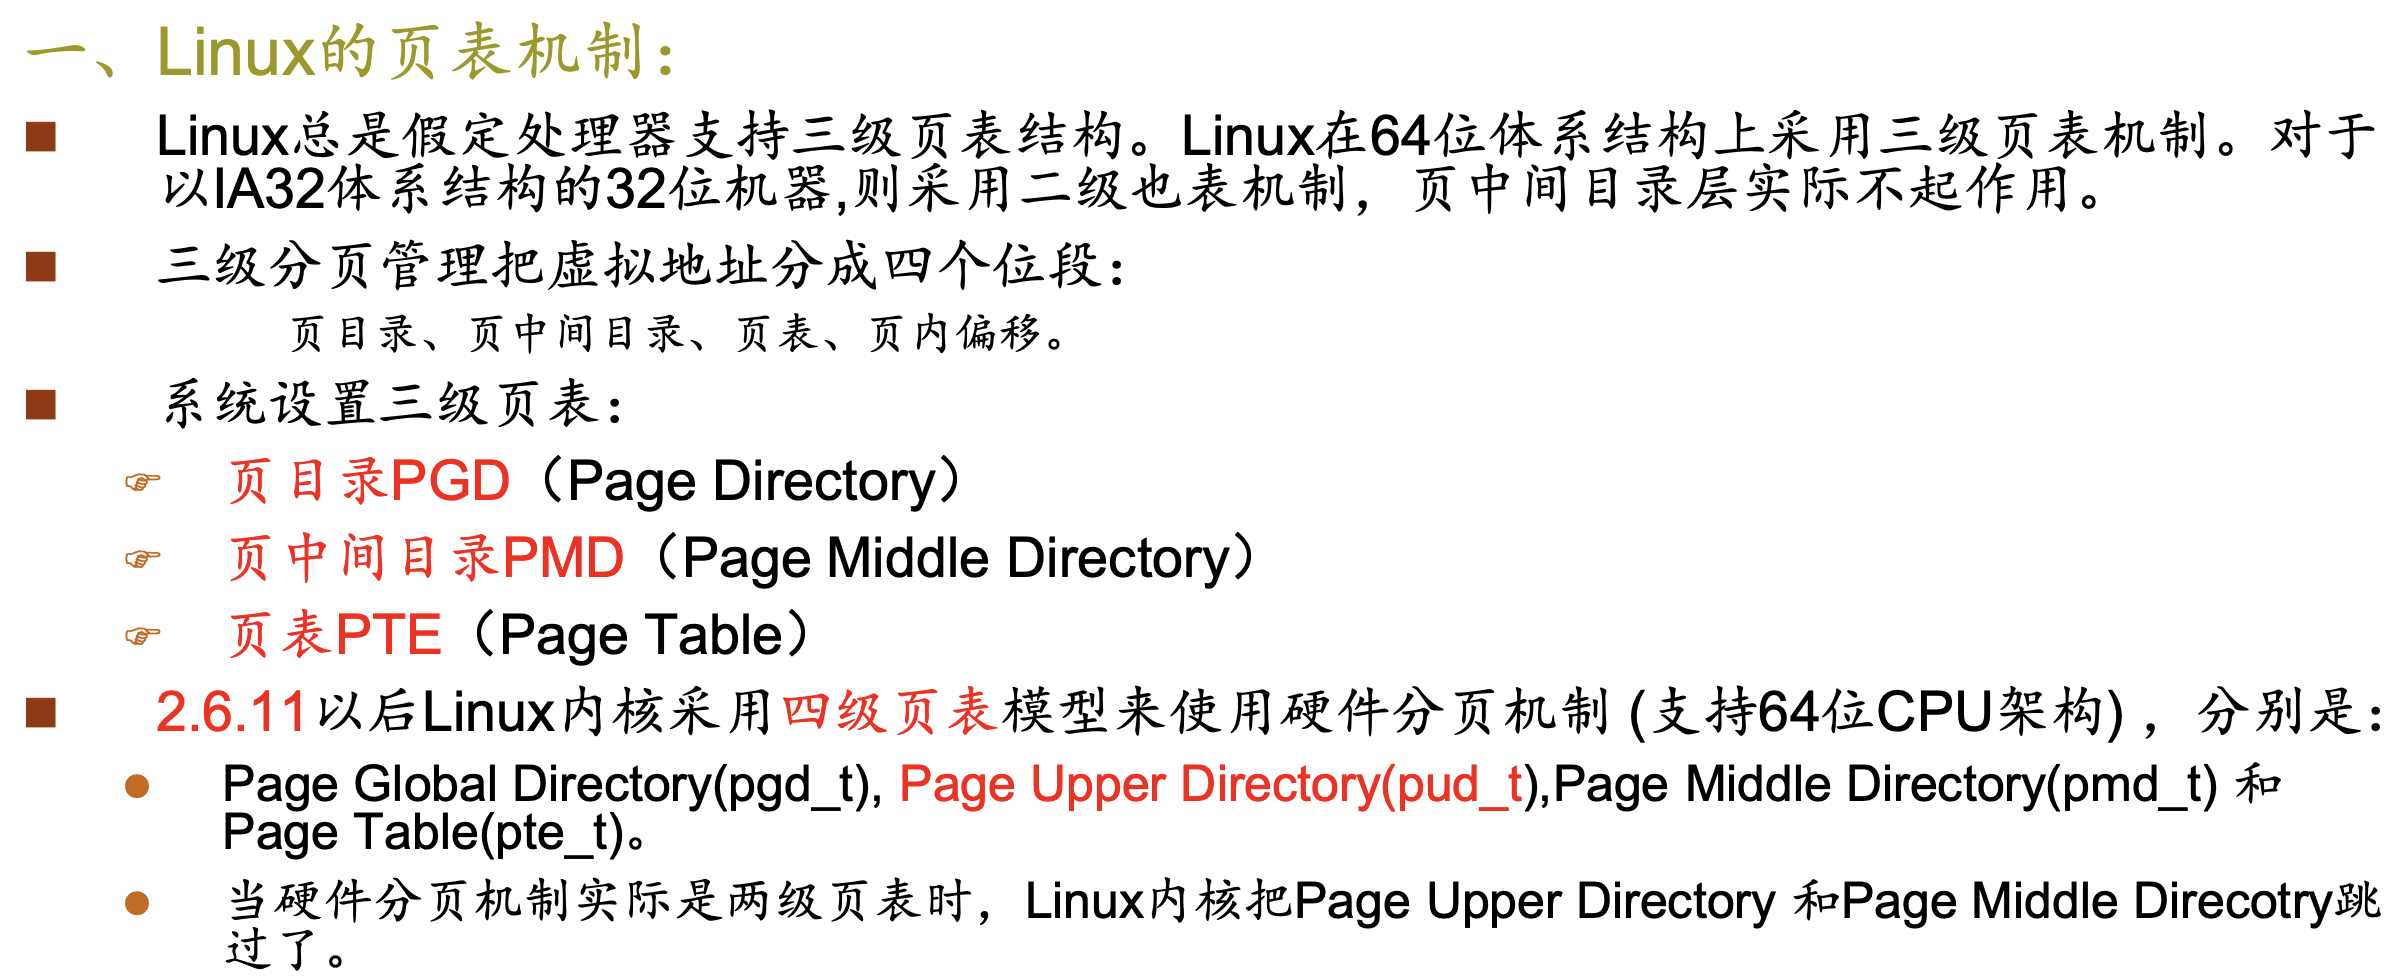 一、Linux的页表机制：
Linux总是假定处理器支持三级页表结构。Linux在64位体系结构上采用三级页表机制。对于
以IA32体系结构的32位机器,则采用二级也表机制，页中间目录层实际不起作用。
三级分页管理把虚拟地址分成四个位段：
页目录、页中间目录、页表、页内偏移。
系统设置三级页表：
页目录PGD（Page Directory）
页中间目录PMD（Page Middle Directory）
页表PTE（Page Table）
2.6.11以后Linux内核采用四级页表模型来使用硬件分页机制 (支持64位CPU架构) ，分别是：
Page Global Directory(pgd_t), Page Upper Directory(pud_t),Page Middle Directory(pmd_t) 和
Page Table(pte_t)。
当硬件分页机制实际是两级页表时，Linux内核把Page Upper Directory 和Page Middle Direcotry跳
过了。